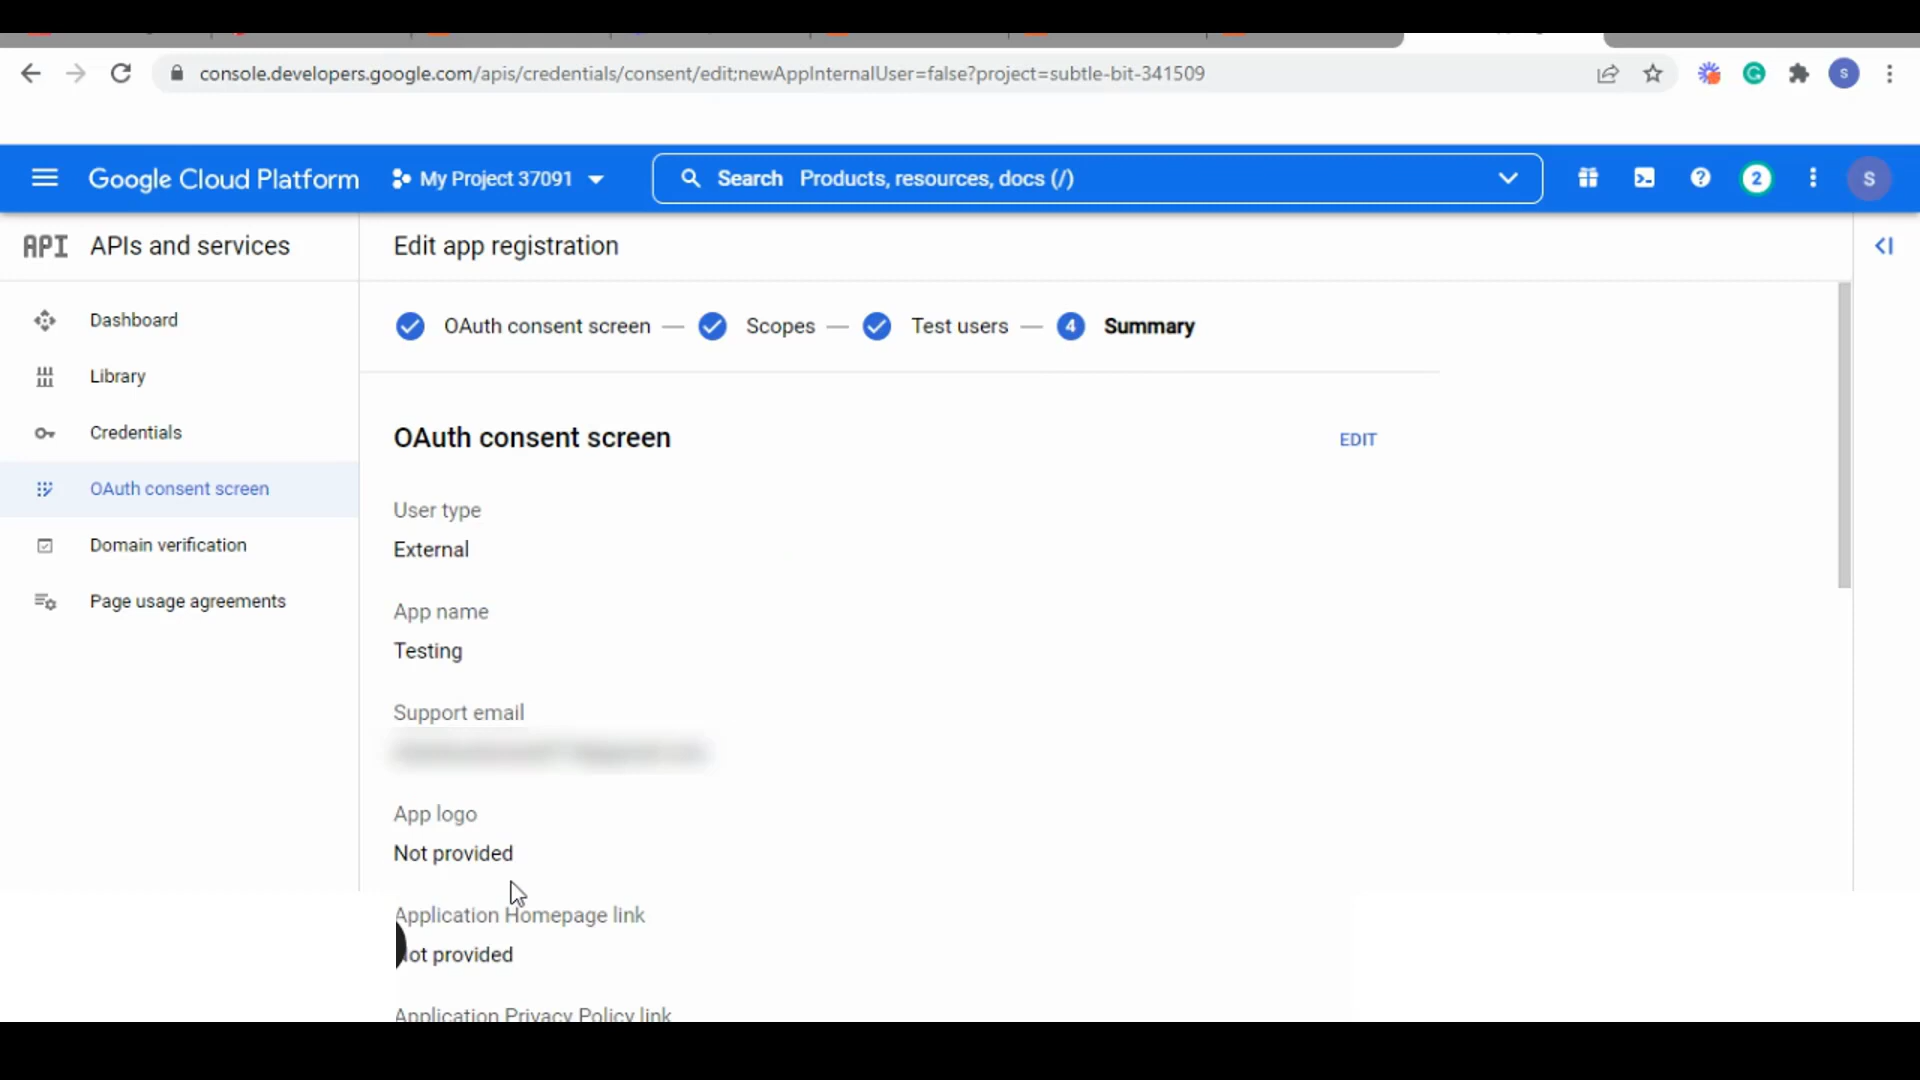 console.developers.google.com/apis/credentials/consent/edit;newAppInternalUser=false?project=subtle-bit-341509
S
Google Cloud Platform
My Project 37091
Search Products, resources, docs (/)
2
S
API APIs and services
Edit app registration
Dashboard
Library
Credentials
OAuth consent screen
Domain verification
Page usage agreements
OAuth consent screen — Scopes — Test users — 4 Summary
OAuth consent screen
EDIT
User type
External
App name
Testing
Support email
App logo
Not provided
Application Homepage link
ot provided
Application Privacy Policy link